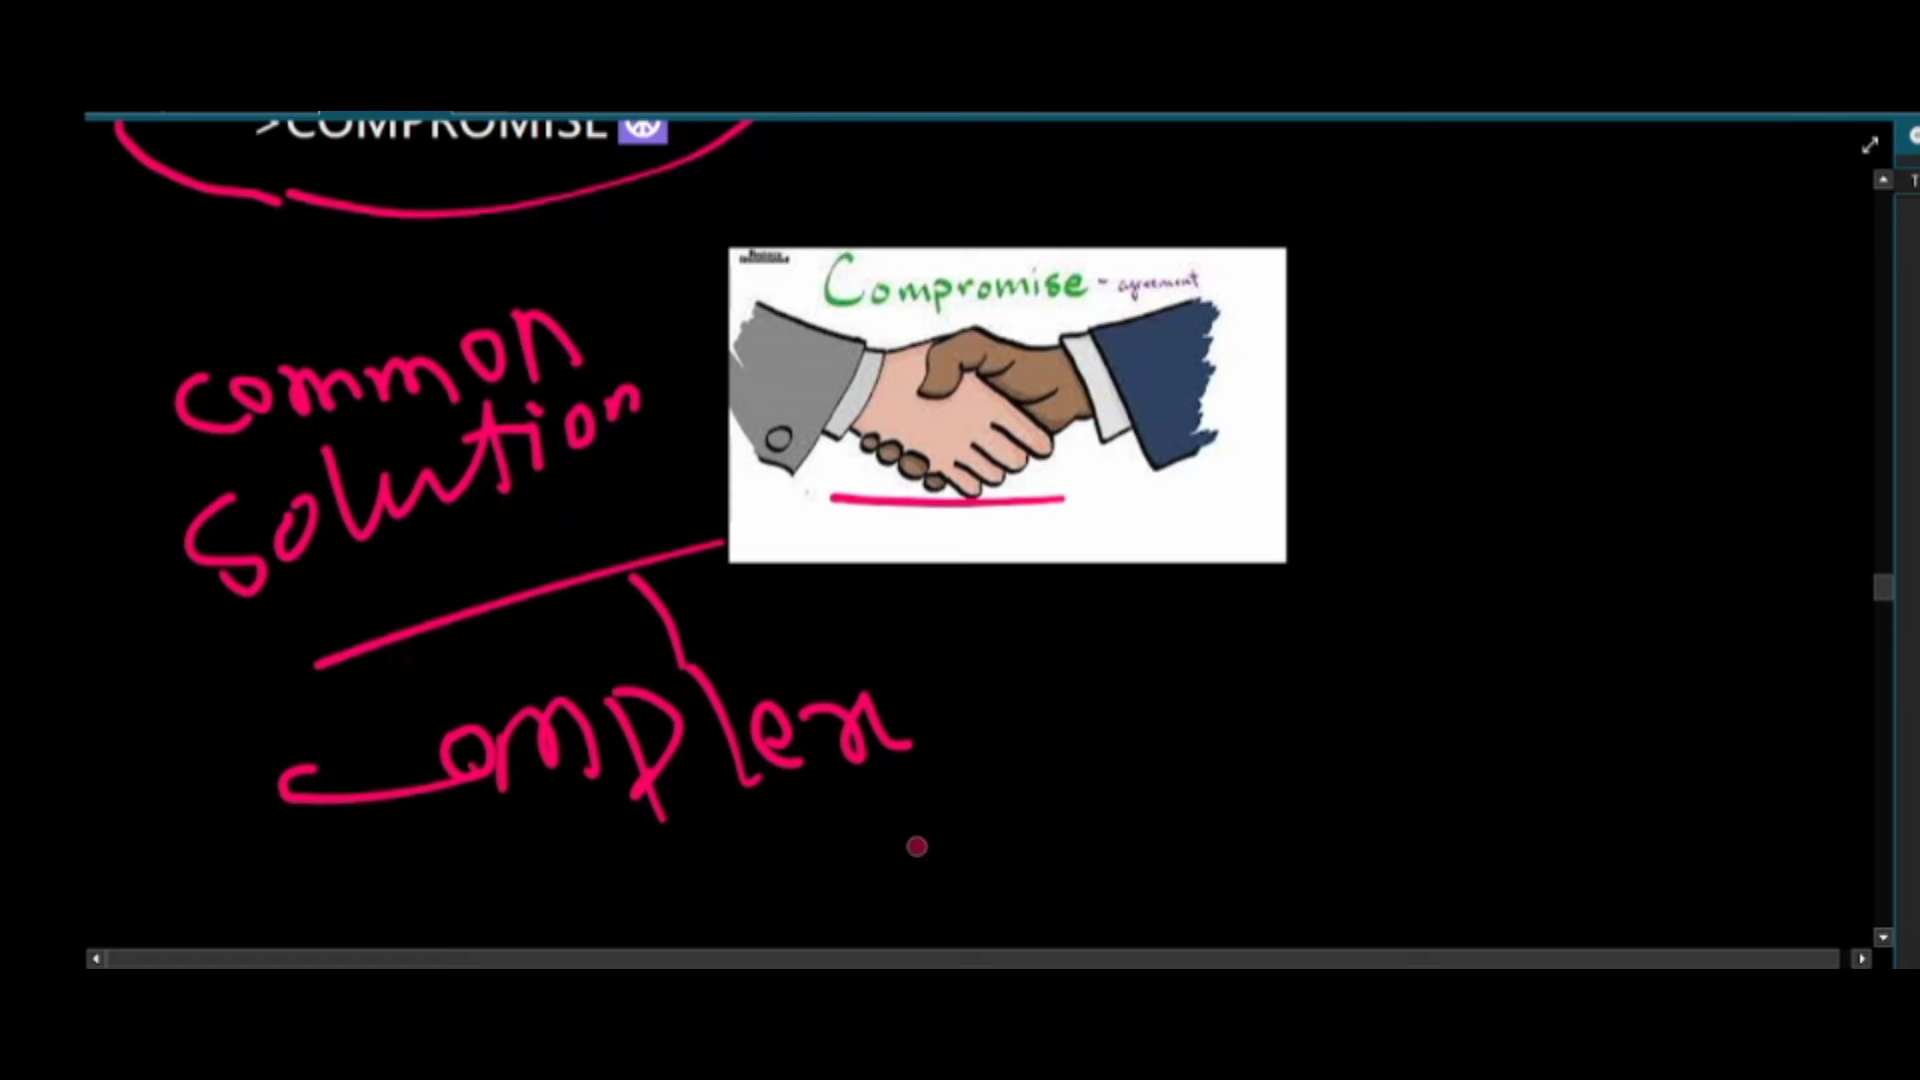 >COMPROMISE ☮
Compromise - agreement
common
solution
complex
T